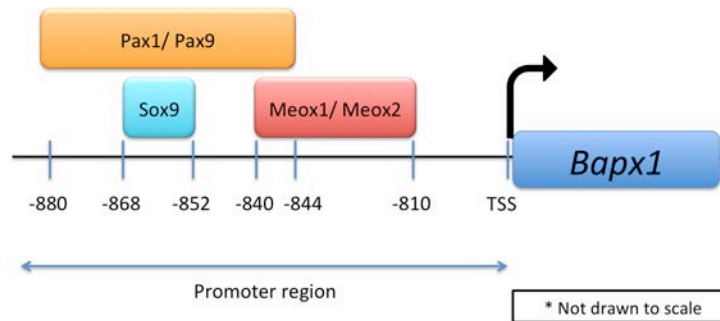 Pax1/ Pax9
Sox9
Meox1/ Meox2
Bapx1
-880
-868
-852
-840
-844
-810
TSS
Promoter region
* Not drawn to scale